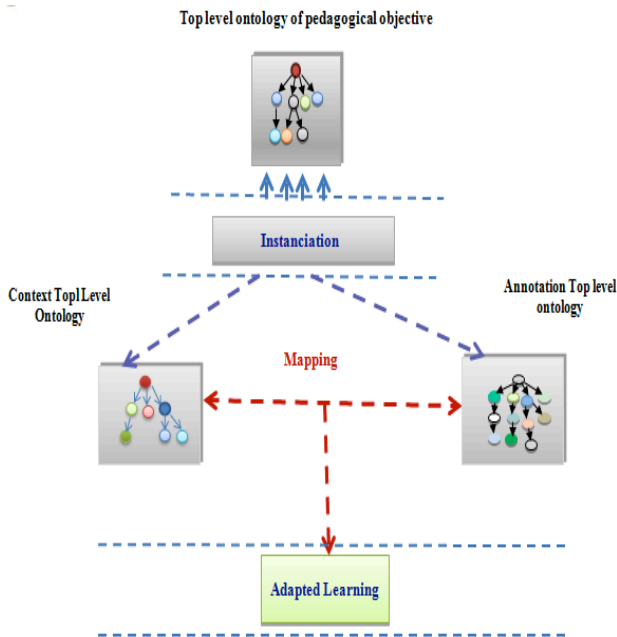 Top level ontology of pedagogical objective
Instanciation
Context Topl Level
Ontology
Annotation Top level
ontology
Mapping
Adapted Learning